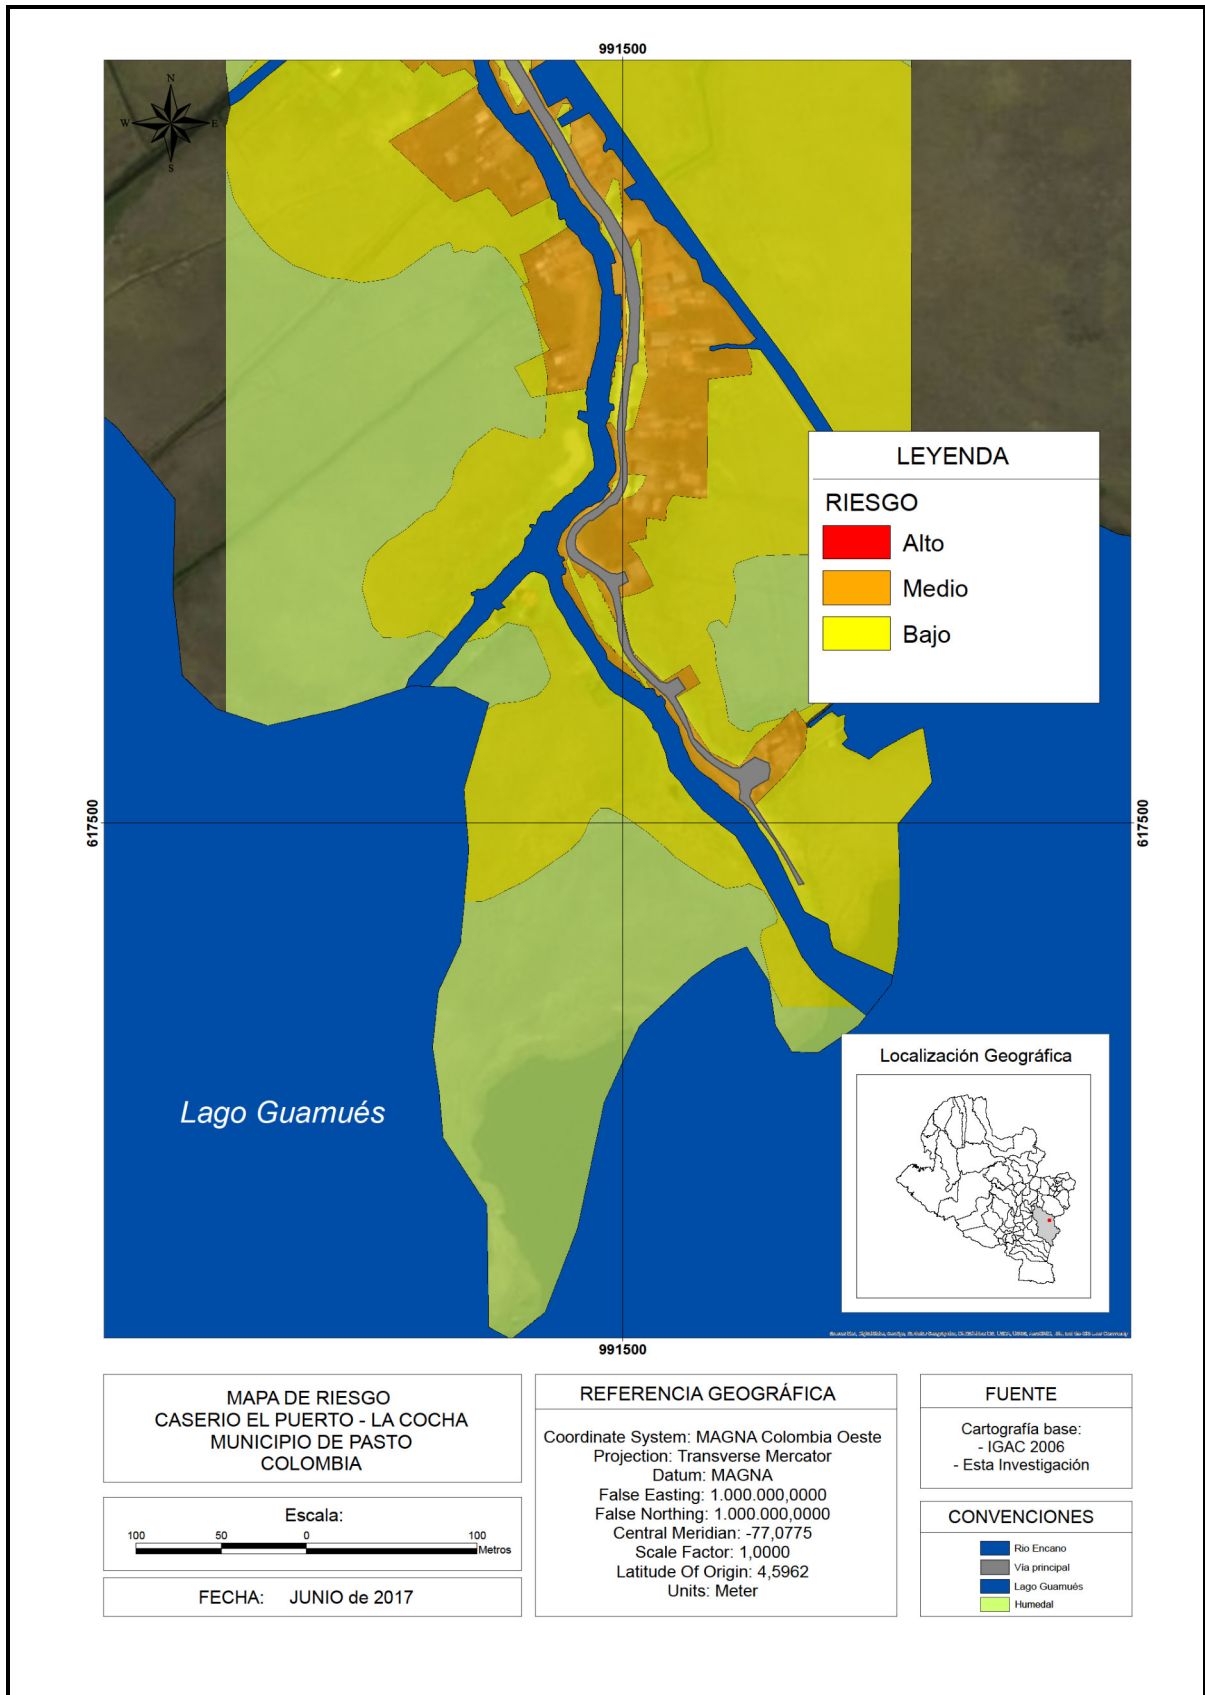 991500
N
W
E
S
LEYENDA
RIESGO
Alto
Medio
Bajo
617500
617500
Lago Guamués
Localización Geográfica
991500
MAPA DE RIESGO
CASERIO EL PUERTO - LA COCHA
MUNICIPIO DE PASTO
COLOMBIA
Escala:
100 50 0 100
Metros
FECHA: JUNIO de 2017
REFERENCIA GEOGRÁFICA
Coordinate System: MAGNA Colombia Oeste
Projection: Transverse Mercator
Datum: MAGNA
False Easting: 1.000.000,0000
False Northing: 1.000.000,0000
Central Meridian: -77,0775
Scale Factor: 1,0000
Latitude Of Origin: 4,5962
Units: Meter
FUENTE
Cartografía base:
- IGAC 2006
- Esta Investigación
CONVENCIONES
Rio Encano
Vía principal
Lago Guamués
Humedal